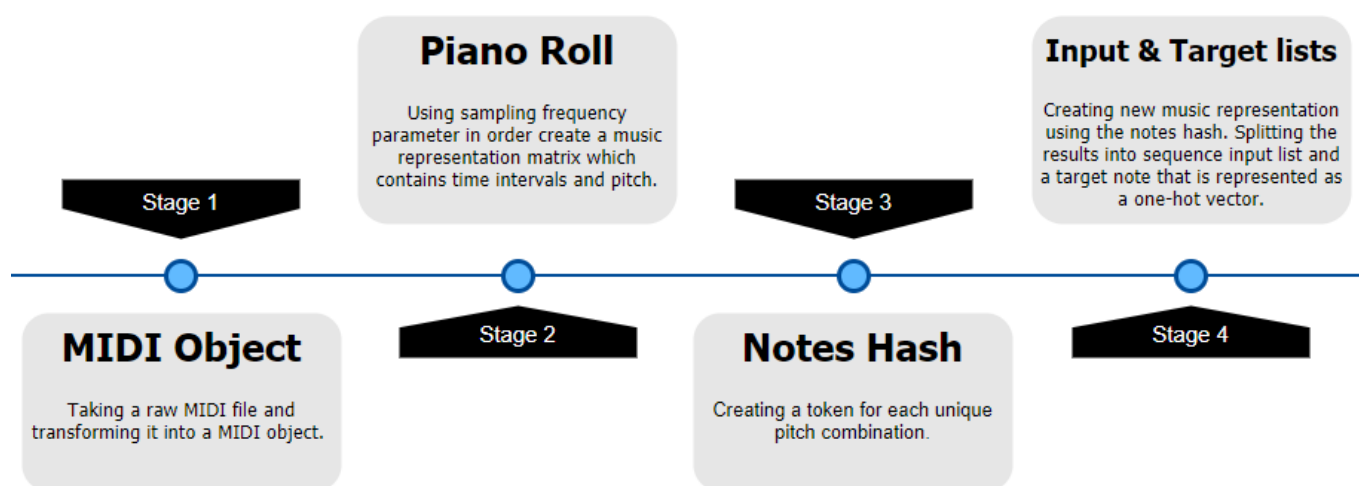 Stage 1
MIDI Object
Taking a raw MIDI file and
transforming it into a MIDI object.
Piano Roll
Using sampling frequency
parameter in order create a music
representation matrix which
contains time intervals and pitch.
Stage 2
Stage 3
Notes Hash
Creating a token for each unique
pitch combination.
Input & Target lists
Creating new music representation
using the notes hash. Splitting the
results into sequence input list and
a target note that is represented as
a one-hot vector.
Stage 4